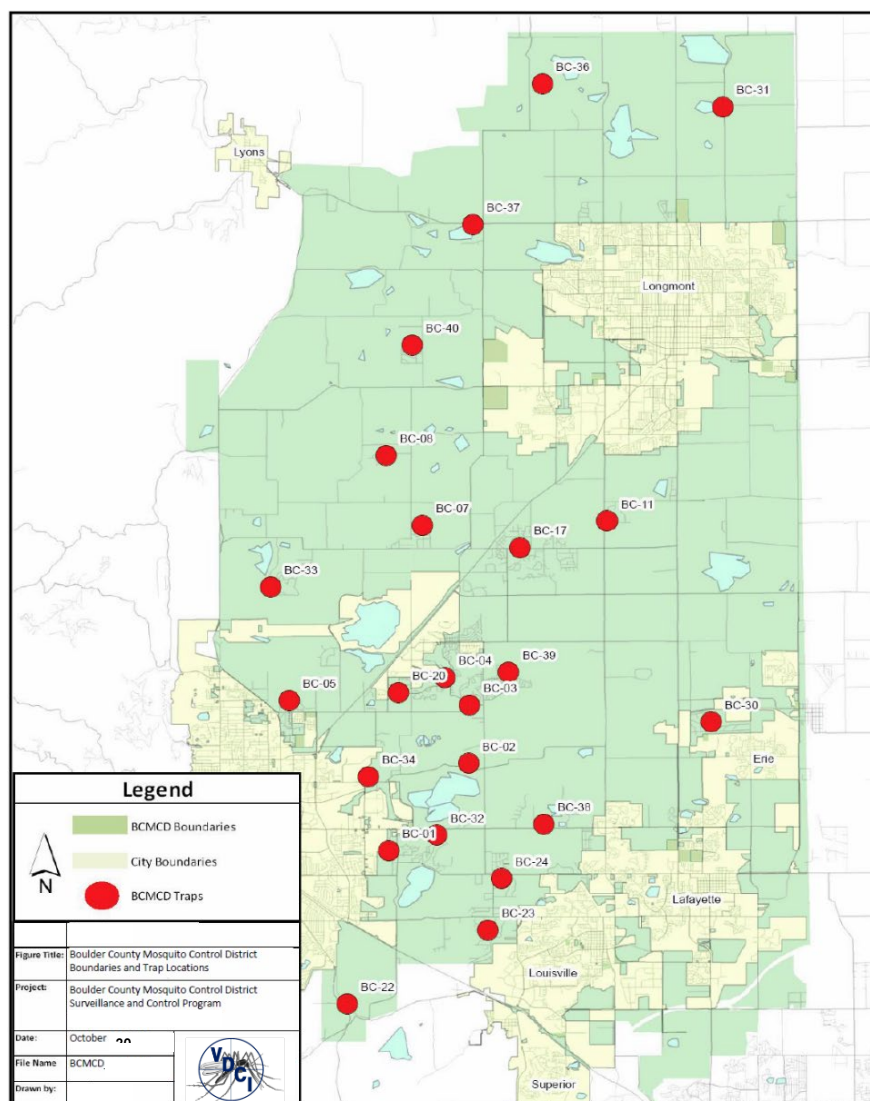 BC-36
BC-31
Lyons
BC-37
Longmont
BC-40
BC-08
BC-07
BC-11
BC-17
BC-33
BC-39
BC-04
BC-20
BC-05
BC-03
BC-30
Erie
BC-02
BC-34
BC-38
BC-32
BC-01
BC-24
Lafayette
BC-23
Louisville
BC-22
Superior
Legend
BCMCD Boundaries
City Boundaries
N
BCMCD Traps
Figure Title: Boulder County Mosquito Control District
Boundaries and Trap Locations
Project: Boulder County Mosquito Control District
Surveillance and Control Program
Date: October
File Name BCMCD
Drawn by:
VDCI